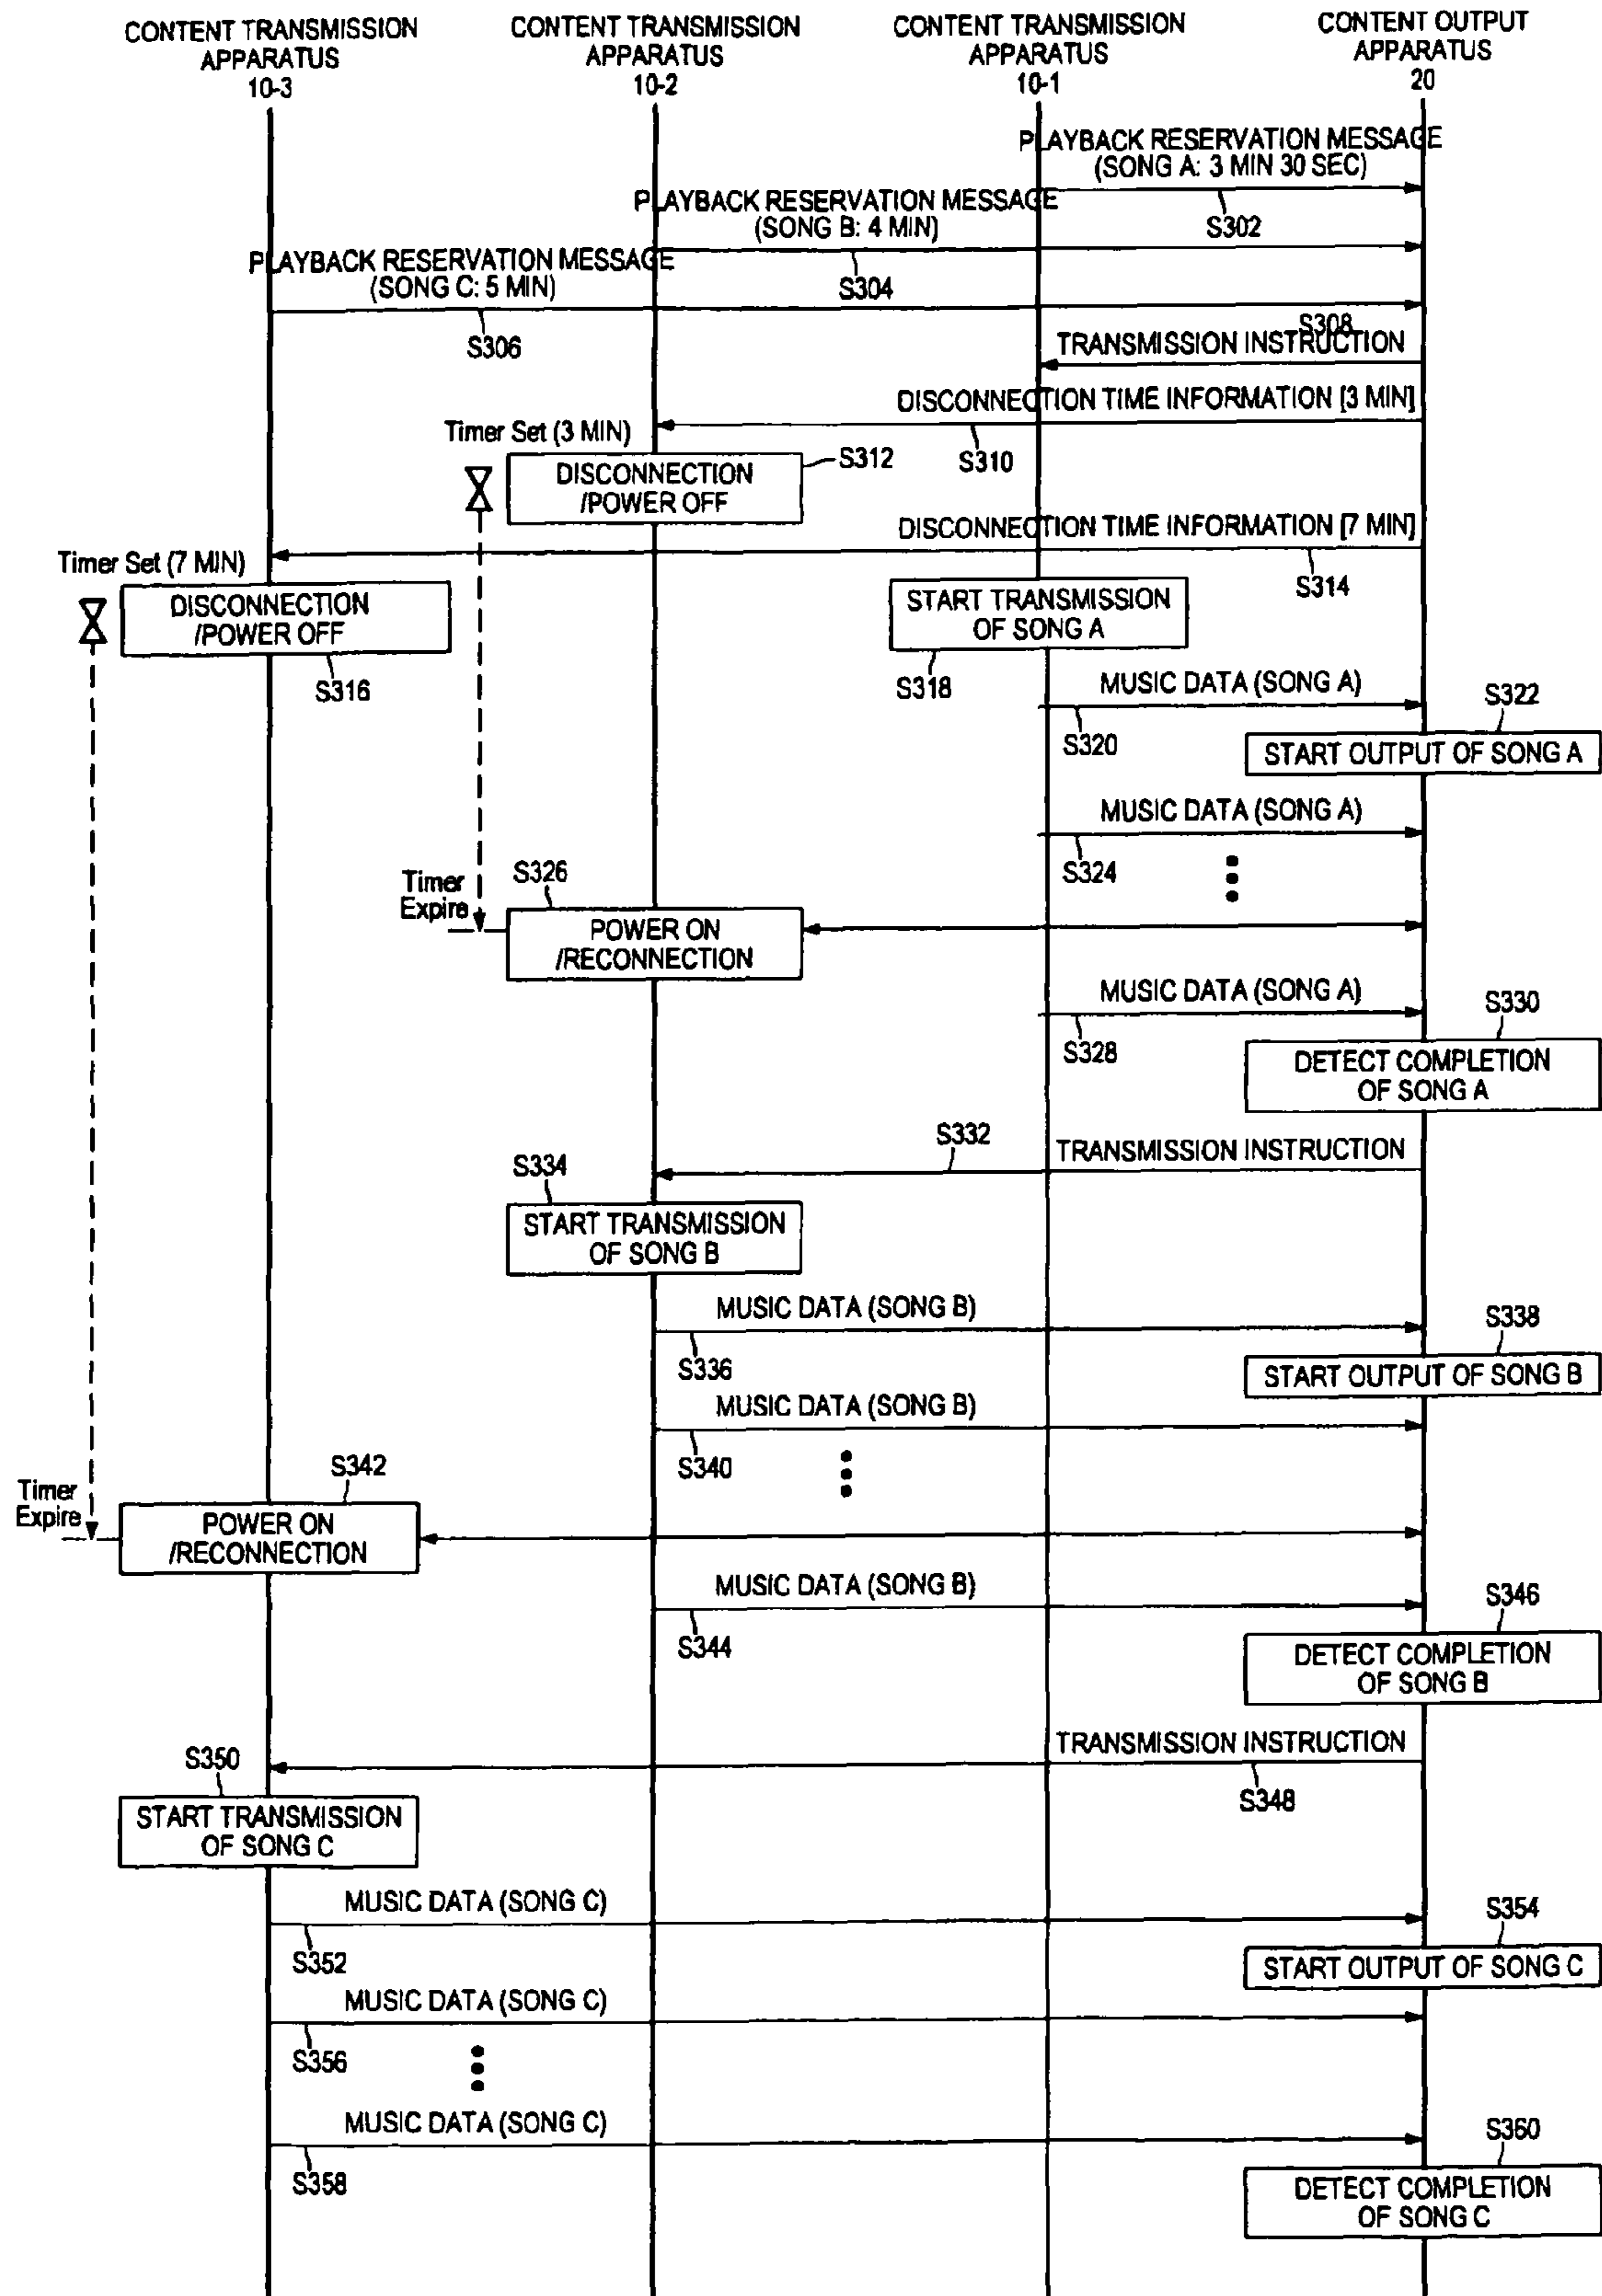 CONTENT TRANSMISSION
APPARATUS
10-3
CONTENT TRANSMISSION
APPARATUS
10-2
CONTENT TRANSMISSION
APPARATUS
10-1
CONTENT OUTPUT
APPARATUS
20
PLAYBACK RESERVATION MESSAGE
(SONG A: 3 MIN 30 SEC)
S302
PLAYBACK RESERVATION MESSAGE
(SONG B: 4 MIN)
S304
PLAYBACK RESERVATION MESSAGE
(SONG C: 5 MIN)
S306
S308
TRANSMISSION INSTRUCTION
DISCONNECTION TIME INFORMATION [3 MIN]
S310
Timer Set (3 MIN)
DISCONNECTION
/POWER OFF
S312
DISCONNECTION TIME INFORMATION [7 MIN]
S314
Timer Set (7 MIN)
DISCONNECTION
/POWER OFF
S316
START TRANSMISSION
OF SONG A
S318
MUSIC DATA (SONG A)
S320
S322
START OUTPUT OF SONG A
MUSIC DATA (SONG A)
S324
Timer
Expire
S326
POWER ON
/RECONNECTION
MUSIC DATA (SONG A)
S328
S330
DETECT COMPLETION
OF SONG A
S332
TRANSMISSION INSTRUCTION
S334
START TRANSMISSION
OF SONG B
MUSIC DATA (SONG B)
S336
S338
START OUTPUT OF SONG B
MUSIC DATA (SONG B)
S340
Timer
Expire
S342
POWER ON
/RECONNECTION
MUSIC DATA (SONG B)
S344
S346
DETECT COMPLETION
OF SONG B
TRANSMISSION INSTRUCTION
S348
S350
START TRANSMISSION
OF SONG C
MUSIC DATA (SONG C)
S352
S354
START OUTPUT OF SONG C
MUSIC DATA (SONG C)
S356
MUSIC DATA (SONG C)
S358
S360
DETECT COMPLETION
OF SONG C